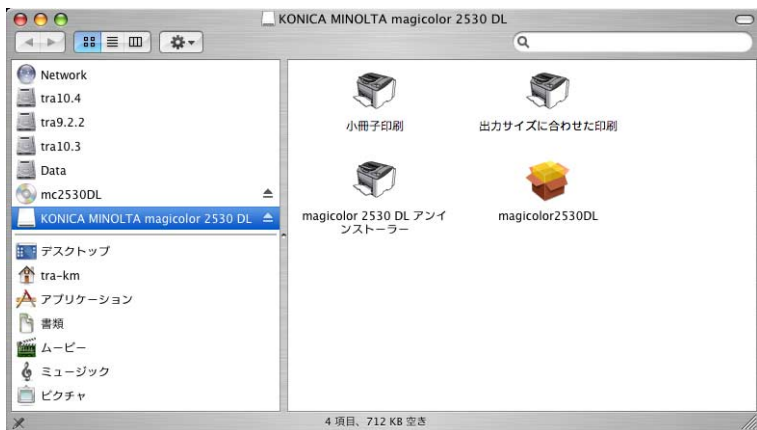 KONICA MINOLTA magicolor 2530 DL
Network
tra10.4
tra9.2.2
tra10.3
Data
mc2530DL
KONICA MINOLTA magicolor 2530 DL
デスクトップ
tra-km
アプリケーション
書類
ムービー
ミュージック
ピクチャ
小冊子印刷
出力サイズに合わせた印刷
magicolor 2530 DL アンイ
ンストーラー
magicolor2530DL
4 項目、712 KB 空き